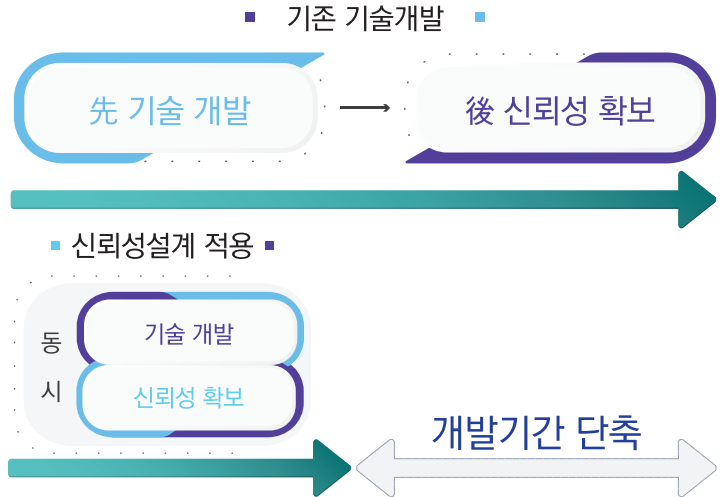 기존 기술개발
先 기술 개발
後 신뢰성 확보
신뢰성설계 적용
동시
기술 개발
신뢰성 확보
개발기간 단축